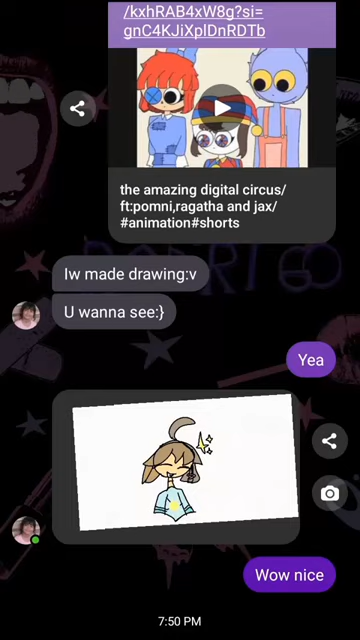 /kxhRAB4xW8g?si=
gnC4KJiXplDnRDTb
the amazing digital circus/
ft:pomni,ragatha and jax/
#animation#shorts
Iw made drawing:v
U wanna see:}
Yea
Wow nice
7:50 PM